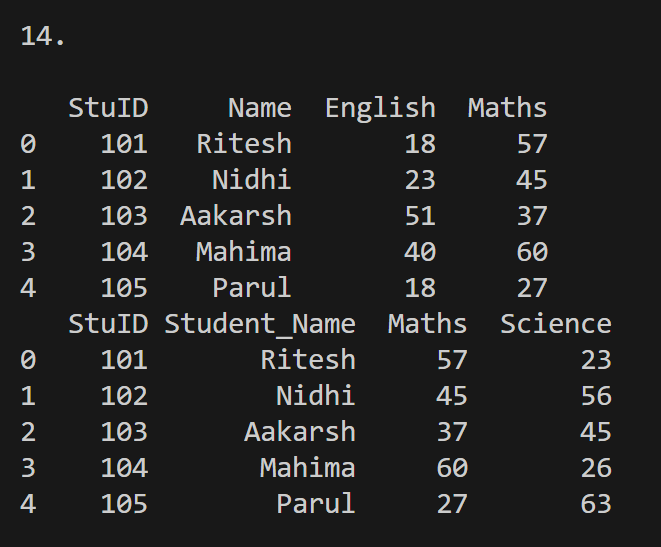 14.
StuID Name English Maths
0 101 Ritesh 18 57
1 102 Nidhi 23 45
2 103 Aakarsh 51 37
3 104 Mahima 40 60
4 105 Parul 18 27
StuID Student_Name Maths Science
0 101 Ritesh 57 23
1 102 Nidhi 45 56
2 103 Aakarsh 37 45
3 104 Mahima 60 26
4 105 Parul 27 63